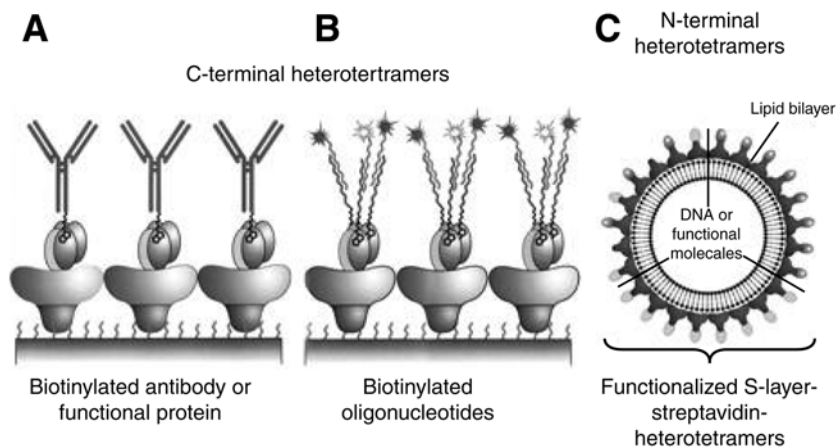 A
B
C
N-terminal
heterotetramers
C-terminal heterotertramers
Lipid bilayer
DNA or
functional
molecales
Biotinylated antibody or
functional protein
Biotinylated
oligonucleotides
Functionalized S-layer-
streptavidin-
heterotetramers